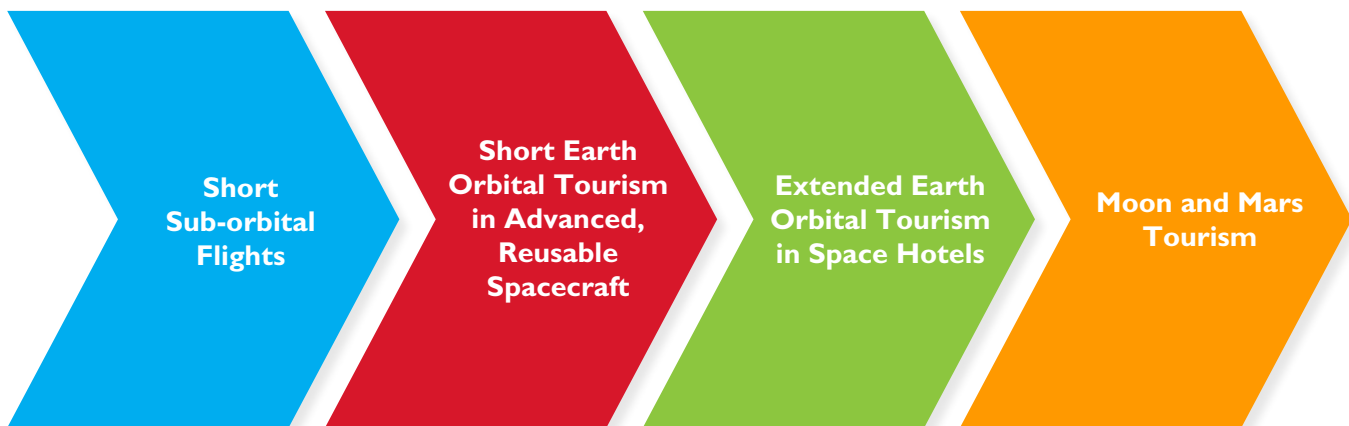 Short
Sub-orbital
Flights
Short Earth
Orbital Tourism
in Advanced,
Reusable
Spacecraft
Extended Earth
Orbital Tourism
in Space Hotels
Moon and Mars
Tourism